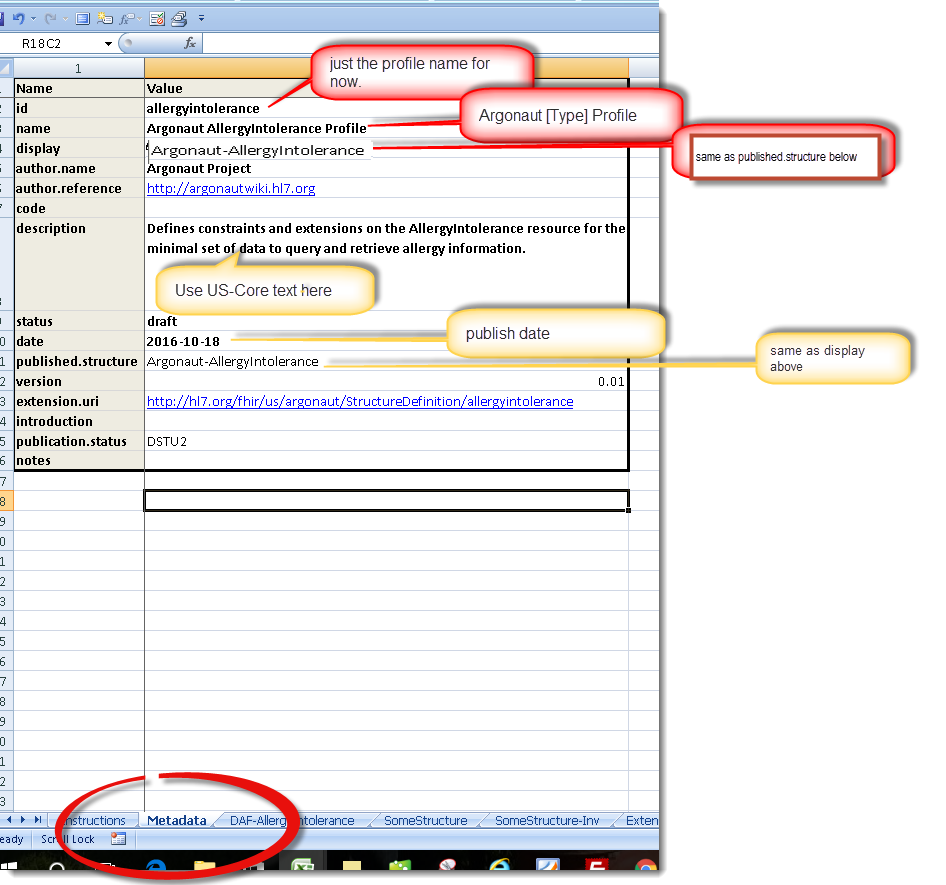 R18C2
fx
just the profile name for
now.
1
Name Value
id allergyintolerance
name Argonaut AllergyIntolerance Profile
Argonaut [Type] Profile
display Argonaut-AllergyIntolerance
same as published.structure below
author.name Argonaut Project
author.reference http://argonautwiki.hl7.org
code
description Defines constraints and extensions on the AllergyIntolerance resource for the
minimal set of data to query and retrieve allergy information.
Use US-Core text here
status draft
publish date
date 2016-10-18
published.structure Argonaut-AllergyIntolerance
same as display
above
version 0.01
extension.uri http://hl7.org/fhir/us/argonaut/StructureDefinition/allergyintolerance
introduction
publication.status DSTU2
notes
Instructions Metadata DAF-AllergyIntolerance SomeStructure SomeStructure-Inv Exten
eady Scroll Lock